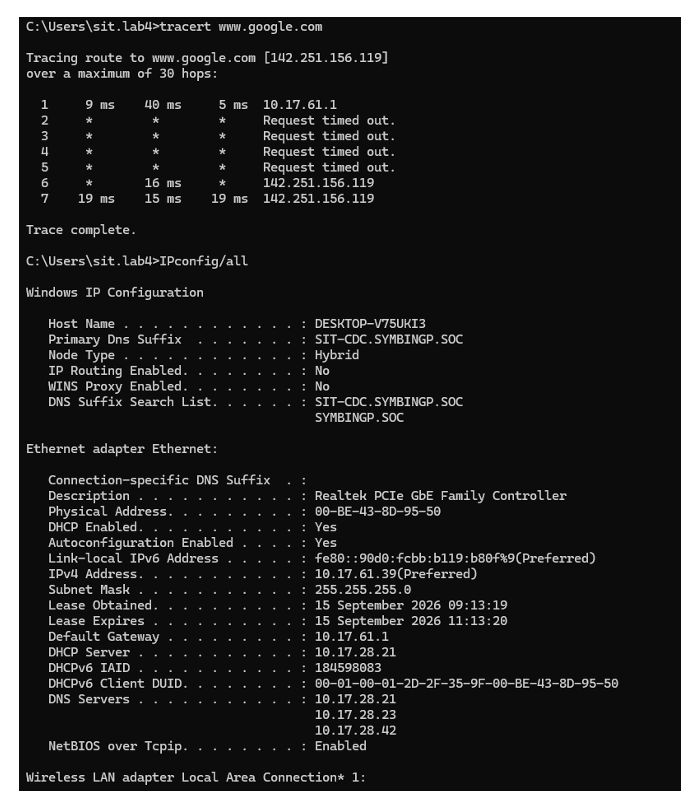 C:\Users\sit.lab4>tracert www.google.com
Tracing route to www.google.com [142.251.156.119]
over a maximum of 30 hops:
1 9 ms 40 ms 5 ms 10.17.61.1
2 * * * Request timed out.
3 * * * Request timed out.
4 * * * Request timed out.
5 * * * Request timed out.
6 * 16 ms * 142.251.156.119
7 19 ms 15 ms 19 ms 142.251.156.119
Trace complete.
C:\Users\sit.lab4>IPconfig/all
Windows IP Configuration
Host Name . . . . . . . . . . . . : DESKTOP-V75UKI3
Primary Dns Suffix . . . . . . . : SIT-CDC.SYMBINGP.SOC
Node Type . . . . . . . . . . . . : Hybrid
IP Routing Enabled. . . . . . . . : No
WINS Proxy Enabled. . . . . . . . : No
DNS Suffix Search List. . . . . . : SIT-CDC.SYMBINGP.SOC
SYMBINGP.SOC
Ethernet adapter Ethernet:
Connection-specific DNS Suffix . :
Description . . . . . . . . . . . : Realtek PCIe GbE Family Controller
Physical Address. . . . . . . . . : 00-BE-43-8D-95-50
DHCP Enabled. . . . . . . . . . . : Yes
Autoconfiguration Enabled . . . . : Yes
Link-local IPv6 Address . . . . . : fe80::90d0:fcbb:b119:b80f%9(Preferred)
IPv4 Address. . . . . . . . . . . : 10.17.61.39(Preferred)
Subnet Mask . . . . . . . . . . . : 255.255.255.0
Lease Obtained. . . . . . . . . . : 15 September 2026 09:13:19
Lease Expires . . . . . . . . . . : 15 September 2026 11:13:20
Default Gateway . . . . . . . . . : 10.17.61.1
DHCP Server . . . . . . . . . . . : 10.17.28.21
DHCPv6 IAID . . . . . . . . . . . : 184598083
DHCPv6 Client DUID. . . . . . . . : 00-01-00-01-2D-2F-35-9F-00-BE-43-8D-95-50
DNS Servers . . . . . . . . . . . : 10.17.28.21
10.17.28.23
10.17.28.42
NetBIOS over Tcpip. . . . . . . . : Enabled
Wireless LAN adapter Local Area Connection* 1: